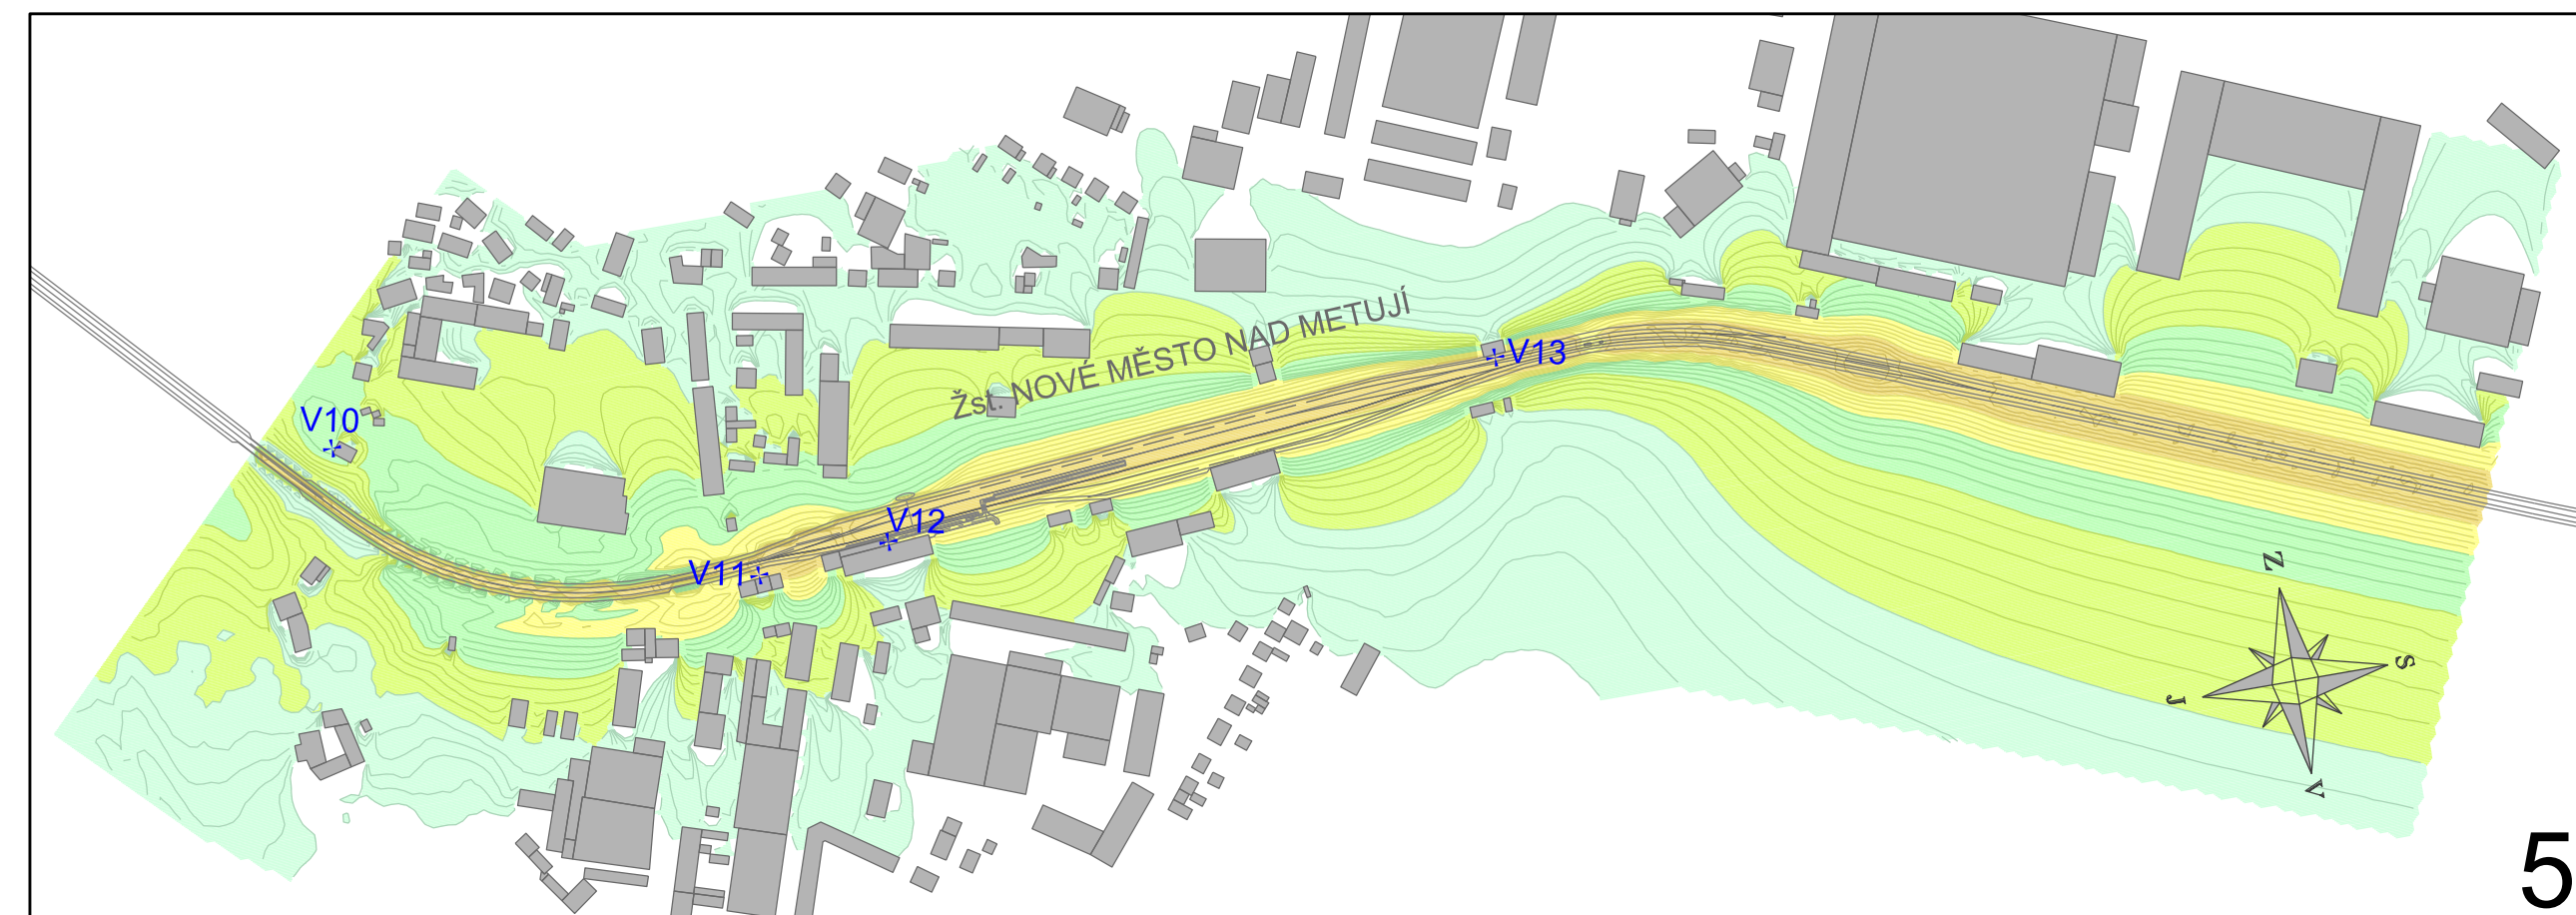 Žst. NOVÉ MĚSTO NAD METUJÍ
V13
V10
V12
V11
Z
S
J
V
5